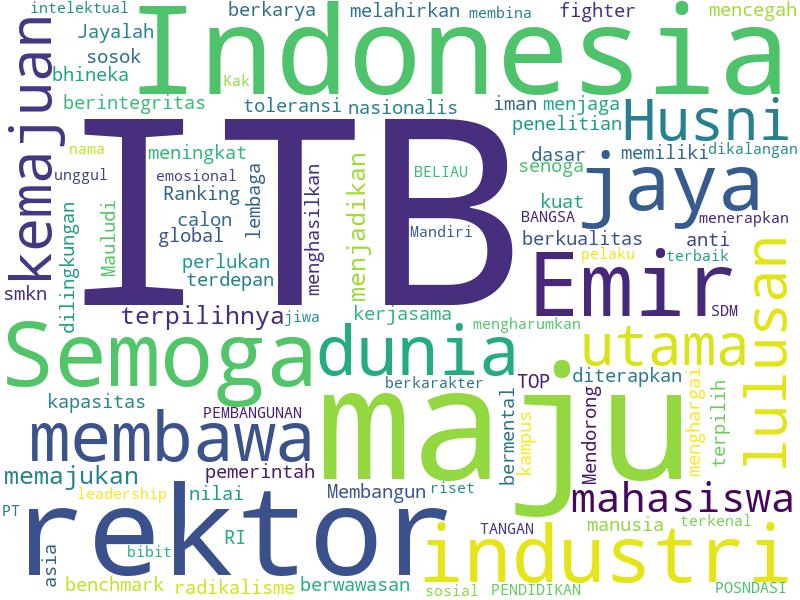 intelektual
berkarya
melahirkan
membina
fighter
mencegah
Indonesia
kemajuan
Jayalah
sosok
bhineka
Kak
berintegritas
toleransi
nasionalis
iman
menjaga
penelitian
Husni
ITB
nama
unggul
meningkat
emosional
Ranking
calon
global
perlukan
terdepan
lembaga
menghasilkan
menjadikan
BELIAU
Mandiri
dilingkungan
Mauludi
dasar
senoga
memiliki
dikalangan
jaya
kuat
BANGSA
menerapkan
berkualitas
anti
pelaku
terbaik
Emir
SDM
smkn
terpilihnya
jiwa
kerjasama
mengharumkan
lulusan
Semoga
dunia
utama
berkarakter
TOP
diterapkan
kapasitas
PEMBANGUNAN
membawa
maju
bermental
kampus
Mendorong
menghargai
terpilih
memajukan
pemerintah
leadership
nilai
Membangun
riset
mahasiswa
PT
rektor
RI
TANGAN
manusia
terkenal
asia
bibit
industri
benchmark
radikalisme
berwawasan
sosial
PENDIDIKAN
POSNDASI